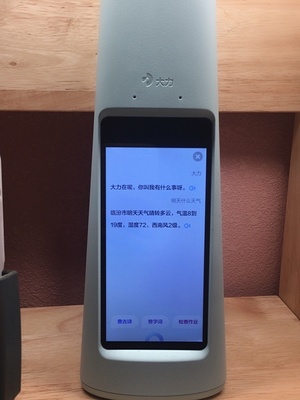 大力
大力
大力在呢，你叫我有什么事呀。
明天什么天气
临汾市明天天气晴转多云，气温8到
19度，湿度72，西南风2级。
查古诗
查字词
检查作业